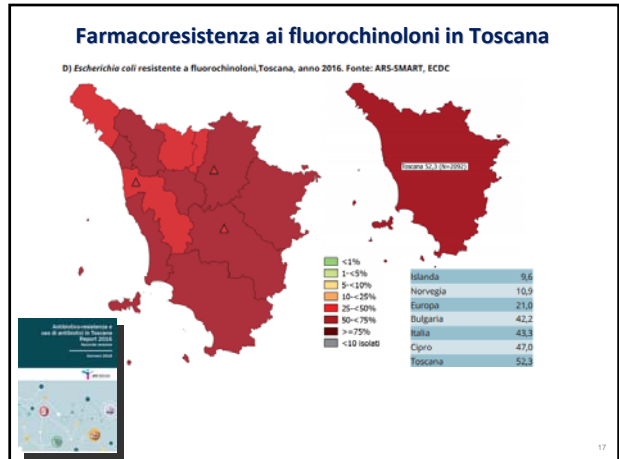 Farmacoresistenza ai fluorochinoloni in Toscana
D) Escherichia coli resistente a fluorochinoloni,Toscana, anno 2016. Fonte: ARS-SMART, ECDC
Toscana 52,3 (N=2092)
<1%
1-<5%
5-<10%
10-<25%
25-<50%
50-<75%
>=75%
<10 isolati
Islanda 9,6
Norvegia 10,9
Europa 21,0
Bulgaria 42,2
Italia 43,3
Cipro 47,0
Toscana 52,3
Antibiotico-resistenza e
uso di antibiotici in Toscana
Report 2016
17